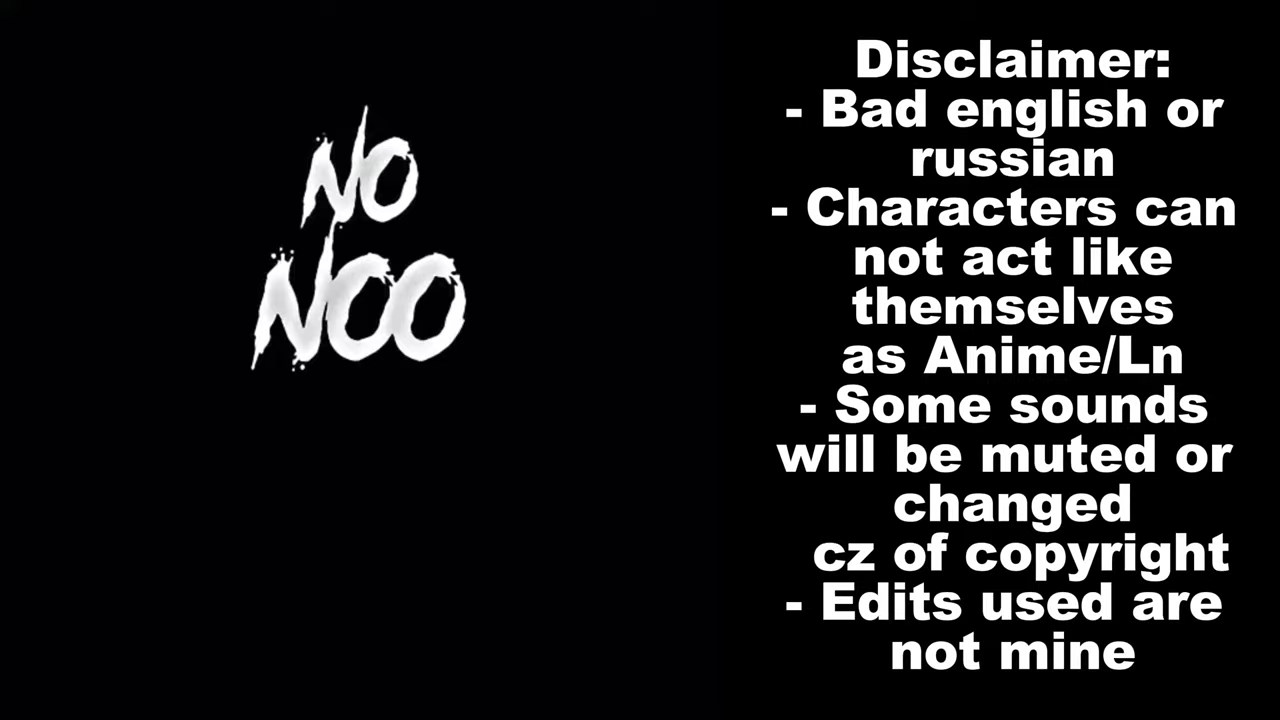 NO
NOO
Disclaimer:
- Bad english or
russian
- Characters can
not act like
themselves
as Anime/Ln
- Some sounds
will be muted or
changed
cz of copyright
- Edits used are
not mine